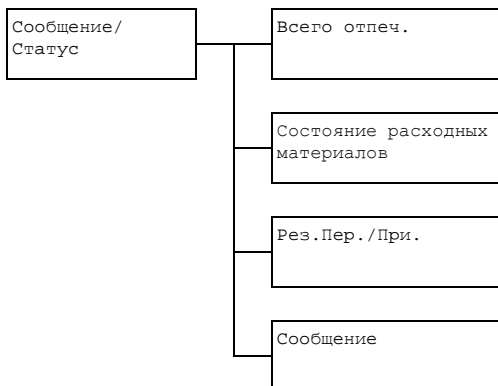 Сообщение/
Статус
Всего отпеч.
Состояние расходных
материалов
Рез.Пер./При.
Сообщение